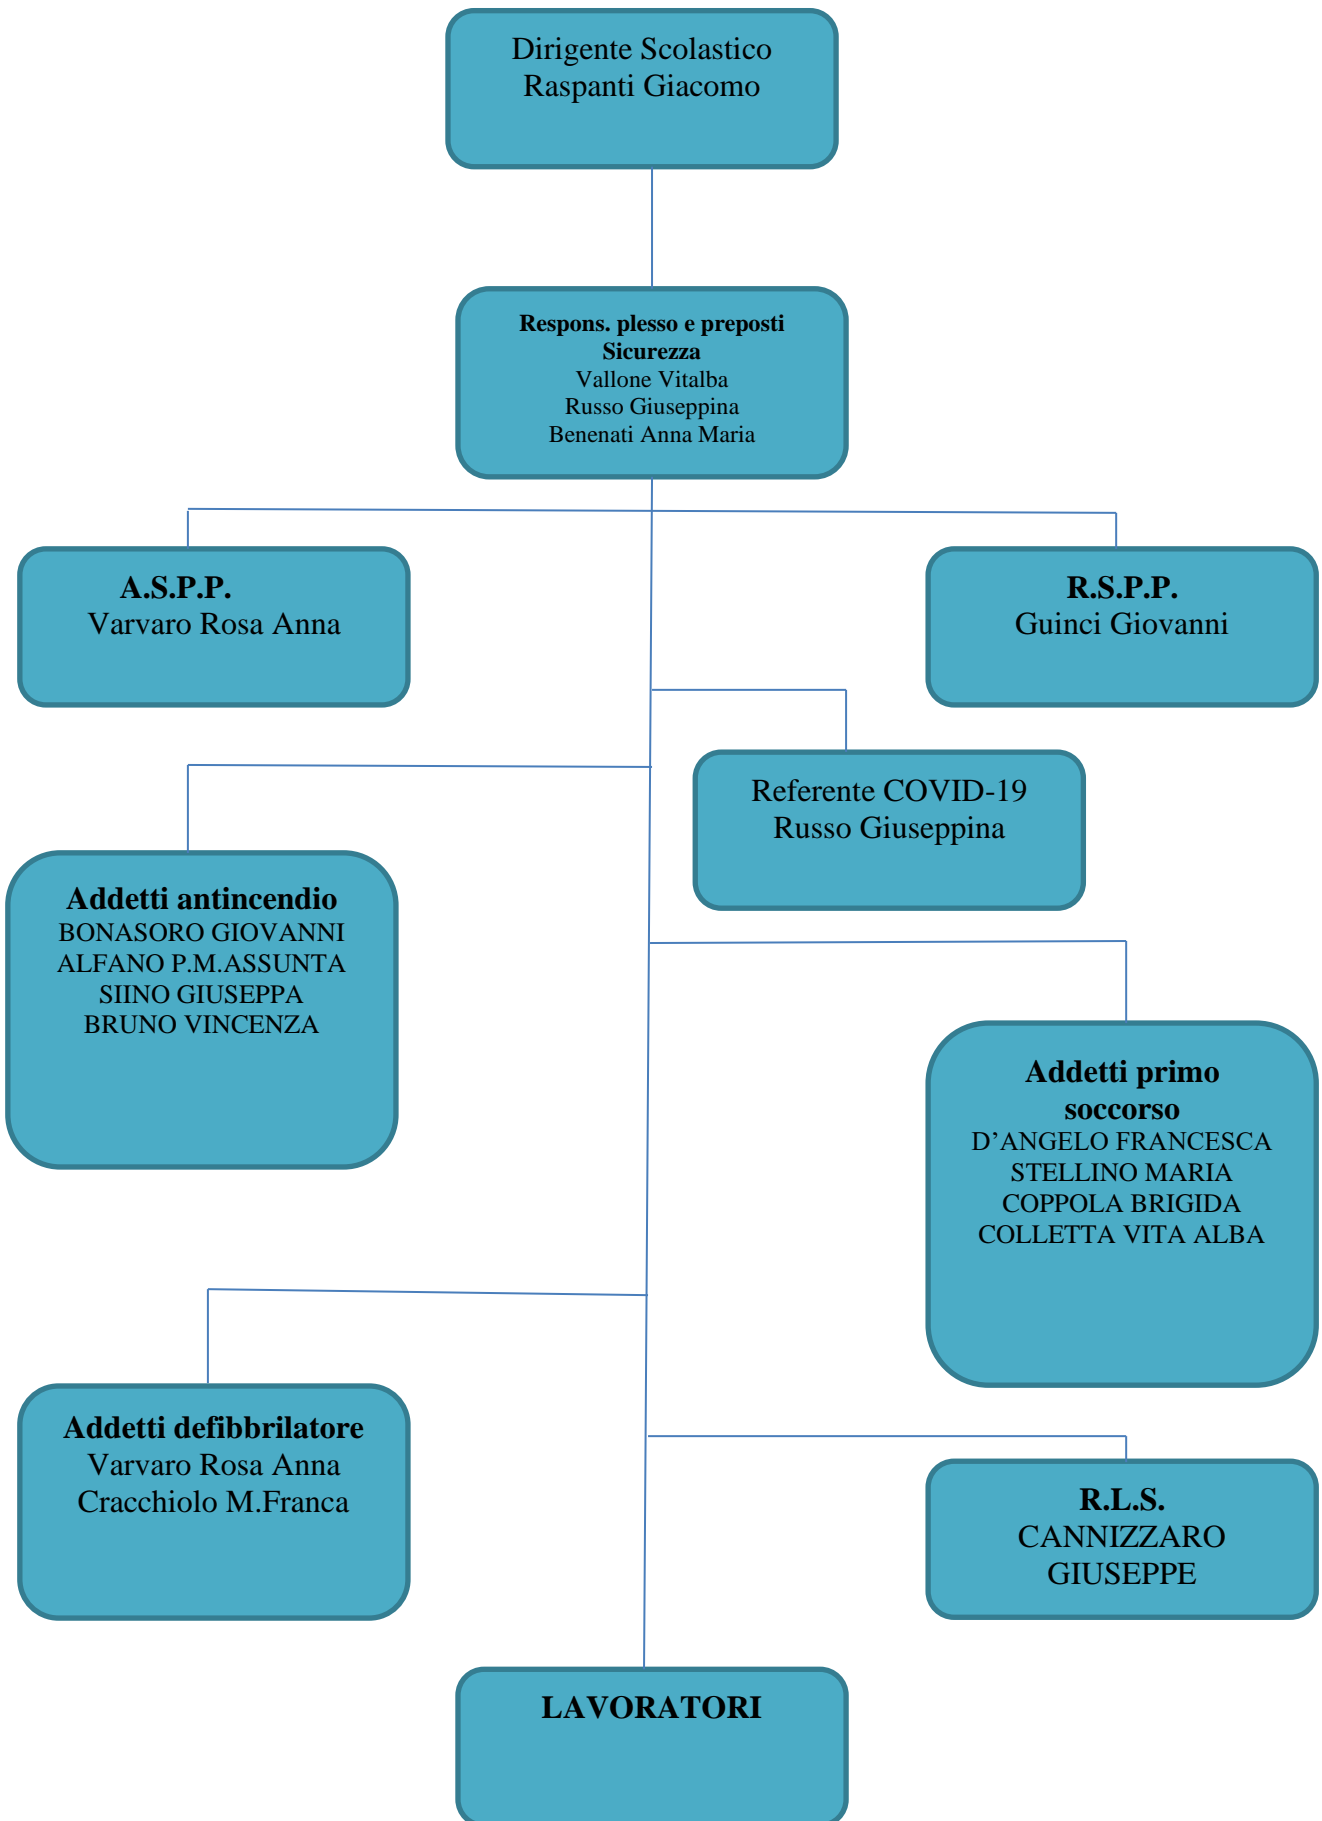 Dirigente Scolastico
Raspanti Giacomo
Respons. plesso e preposti
Sicurezza
Vallone Vitalba
Russo Giuseppina
Benenati Anna Maria
A.S.P.P.
Varvaro Rosa Anna
R.S.P.P.
Guinci Giovanni
Referente COVID-19
Russo Giuseppina
Addetti antincendio
BONASORO GIOVANNI
ALFANO P.M.ASSUNTA
SIINO GIUSEPPA
BRUNO VINCENZA
Addetti primo
soccorso
D’ANGELO FRANCESCA
STELLINO MARIA
COPPOLA BRIGIDA
COLLETTA VITA ALBA
Addetti defibbrilatore
Varvaro Rosa Anna
Cracchiolo M.Franca
R.L.S.
CANNIZZARO
GIUSEPPE
LAVORATORI